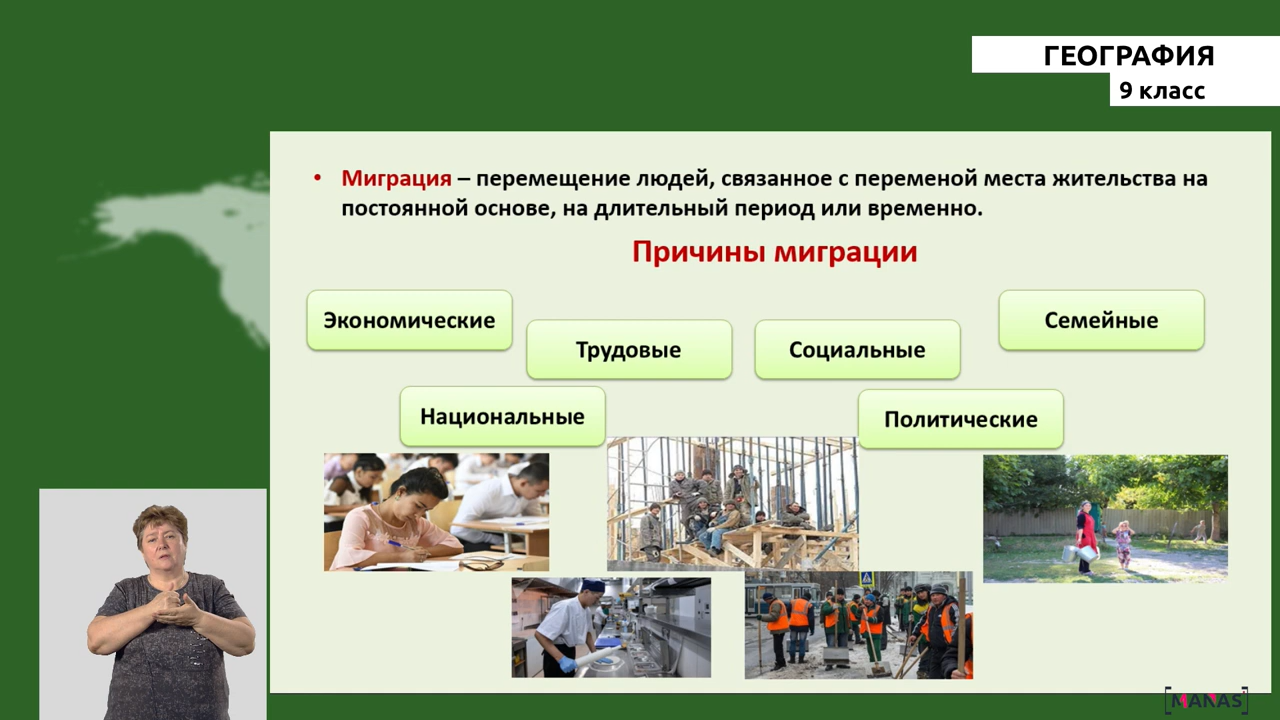 ГЕОГРАФИЯ
9 класс
• Миграция – перемещение людей, связанное с переменой места жительства на
постоянной основе, на длительный период или временно.
Причины миграции
Экономические
Трудовые
Социальные
Семейные
Национальные
Политические
[MANAS]